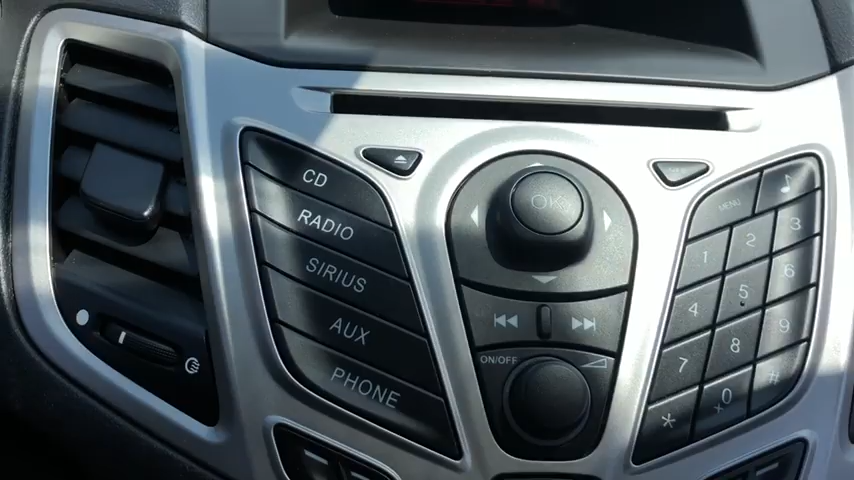 CD
RADIO
SIRIUS
AUX
PHONE
OK
ON/OFF
MENU
1 2 3
4 5 6
7 8 9
* 0 #
+